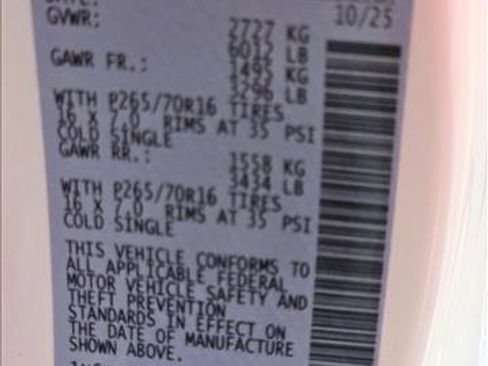 10/25
GVWR:
2727 KG
6012 LB
GAWR FR.:
1495 KG
3296 LB
WITH P265/70R16 TIRES
16 X 7.0 RIMS AT 35 PSI
COLD SINGLE
GAWR RR.:
1558 KG
3434 LB
WITH P265/70R16 TIRES
16 X 7.0 RIMS AT 35 PSI
COLD SINGLE
THIS VEHICLE CONFORMS TO
ALL APPLICABLE FEDERAL
MOTOR VEHICLE SAFETY AND
THEFT PREVENTION
STANDARDS IN EFFECT ON
THE DATE OF MANUFACTURE
SHOWN ABOVE.